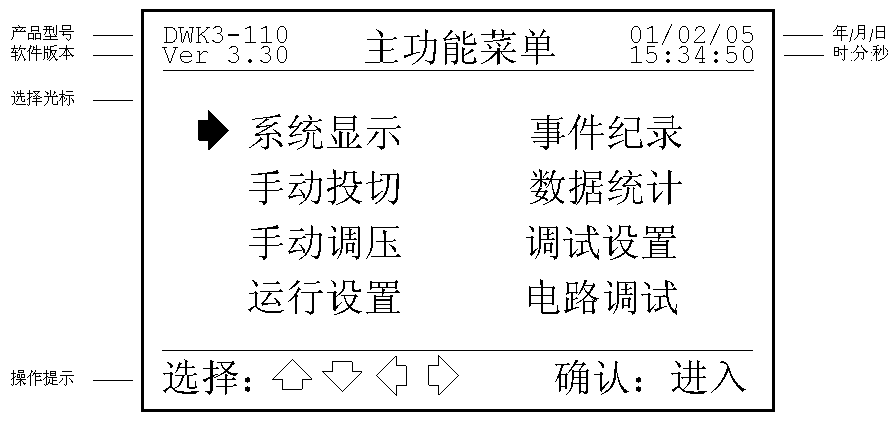 产品型号 DWK3-110 主功能菜单 01/02/05 年/月/日
软件版本 Ver 3.30 15:34:50 时:分:秒
选择光标
系统显示 事件纪录
手动投切 数据统计
手动调压 调试设置
运行设置 电路调试
操作提示 选择: 确认: 进入